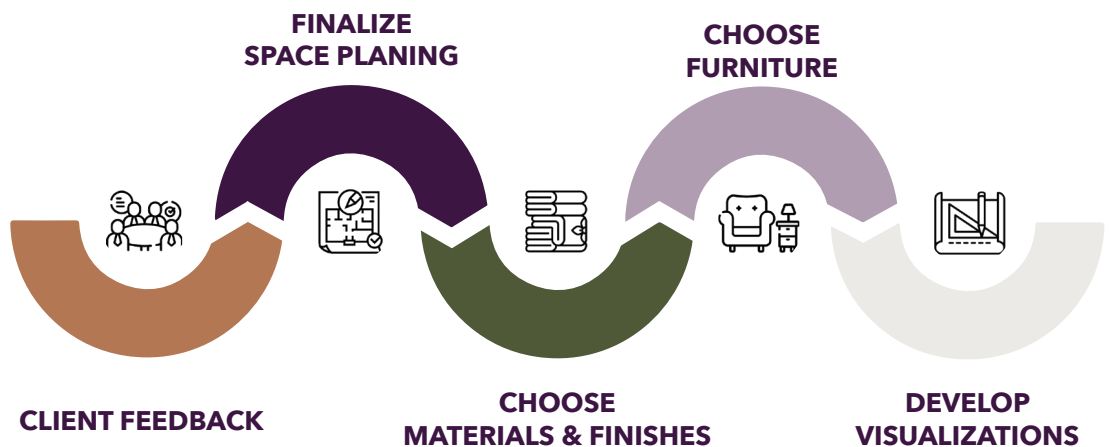 FINALIZE
SPACE PLANING
CHOOSE
FURNITURE
CLIENT FEEDBACK
CHOOSE
MATERIALS & FINISHES
DEVELOP
VISUALIZATIONS